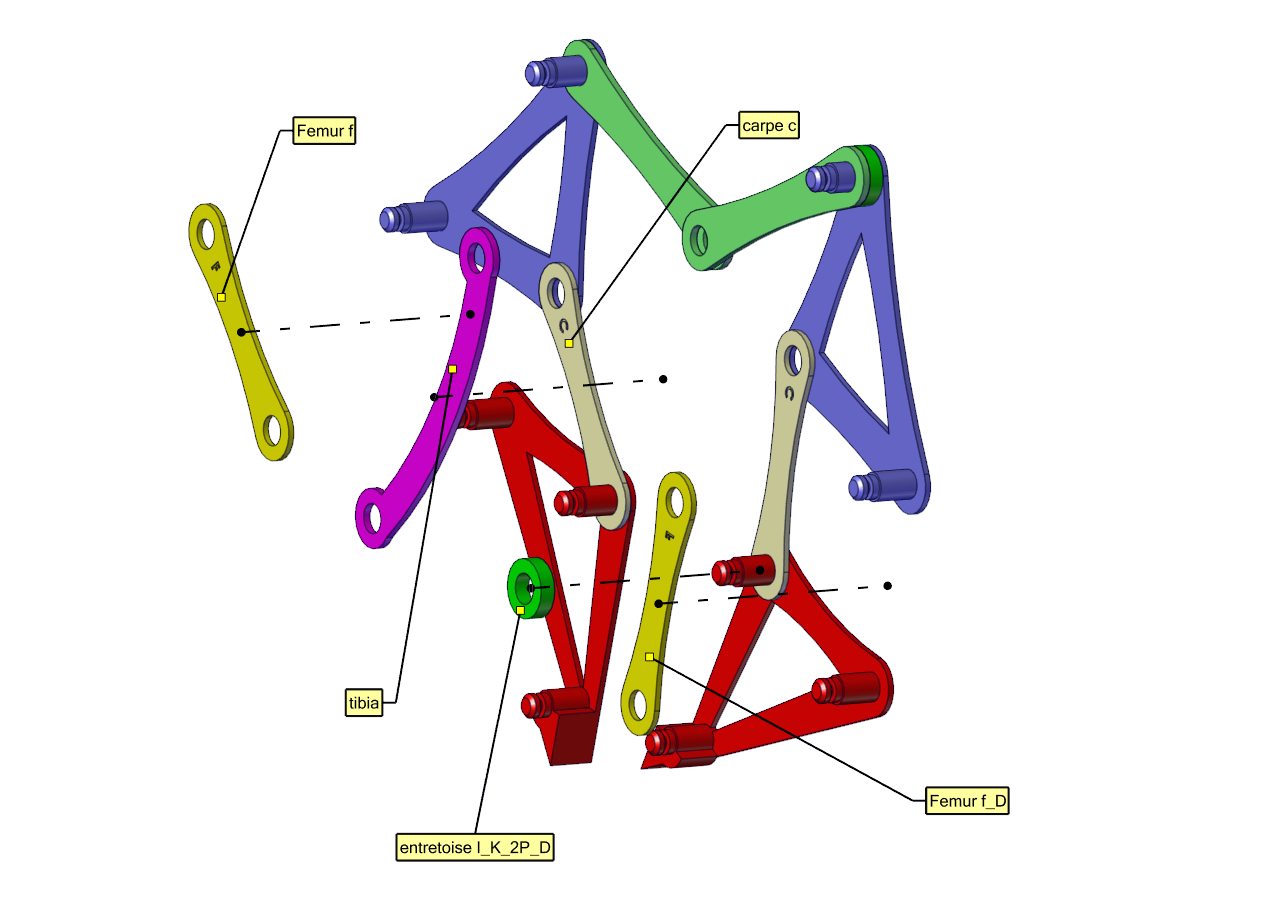 Femur f
carpe c
F
C
C
F
tibia
Femur f_D
entretoise I_K_2P_D